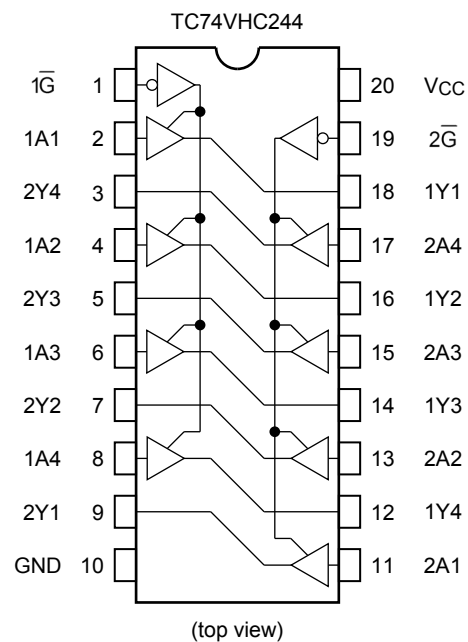 TC74VHC244
1G̅ 1 20 VCC
1A1 2 19 2G̅
2Y4 3 18 1Y1
1A2 4 17 2A4
2Y3 5 16 1Y2
1A3 6 15 2A3
2Y2 7 14 1Y3
1A4 8 13 2A2
2Y1 9 12 1Y4
GND 10 11 2A1
(top view)